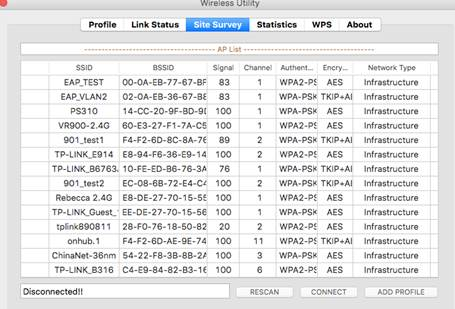 Wireless Utility
Profile Link Status Site Survey Statistics WPS About
AP List
SSID BSSID Signal Channel Authent... Encry... Network Type
EAP_TEST 00-0A-EB-77-67-BF 83 1 WPA2-PS AES Infrastructure
EAP_VLAN2 02-0A-EB-36-67-B8 83 1 WPA-PSK TKIP+AI Infrastructure
PS310 14-CC-20-9F-BD-9D 100 1 WPA-PSK AES Infrastructure
VR900-2.4G 60-E3-27-F1-7A-C5 100 1 WPA2-PS AES Infrastructure
901_test1 F4-F2-6D-8C-8A-76 89 2 WPA-PSK TKIP+AI Infrastructure
TP-LINK_E914 E8-94-F6-36-E9-14 100 2 WPA2-PS AES Infrastructure
TP-LINK_B6763 10-FE-ED-B6-76-3A 76 1 WPA-PSK AES Infrastructure
901_test2 EC-08-6B-72-E4-C4 100 2 WPA-PSK TKIP+AI Infrastructure
Rebecca 2.4G E8-DE-27-70-15-55 100 1 WPA2-PS AES Infrastructure
TP-LINK_Guest_ EE-DE-27-70-15-56 100 1 WPA-PSK AES Infrastructure
tplink890811 28-F0-76-18-50-82 20 2 WPA2-PS AES Infrastructure
onhub.1 F4-F2-6D-AE-9E-74 100 11 WPA-PSK TKIP+AI Infrastructure
ChinaNet-36nm 54-22-F8-3B-8B-2A 100 3 WPA-PSK AES Infrastructure
TP-LINK_B316 C4-E9-84-82-B3-16 100 6 WPA2-PS AES Infrastructure
Disconnected!! RESCAN CONNECT ADD PROFILE